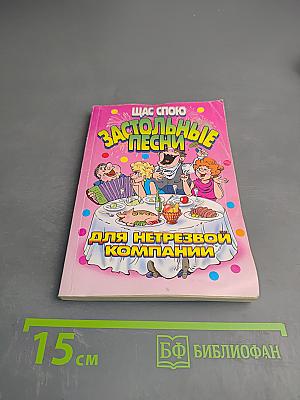 ЩАС СПОЮ
ЗАСТОЛЬНЫЕ
ПЕСНИ
ДЛЯ НЕТРЕЗВОЙ
КОМПАНИИ
15 см
БФ БИБЛИОФАН